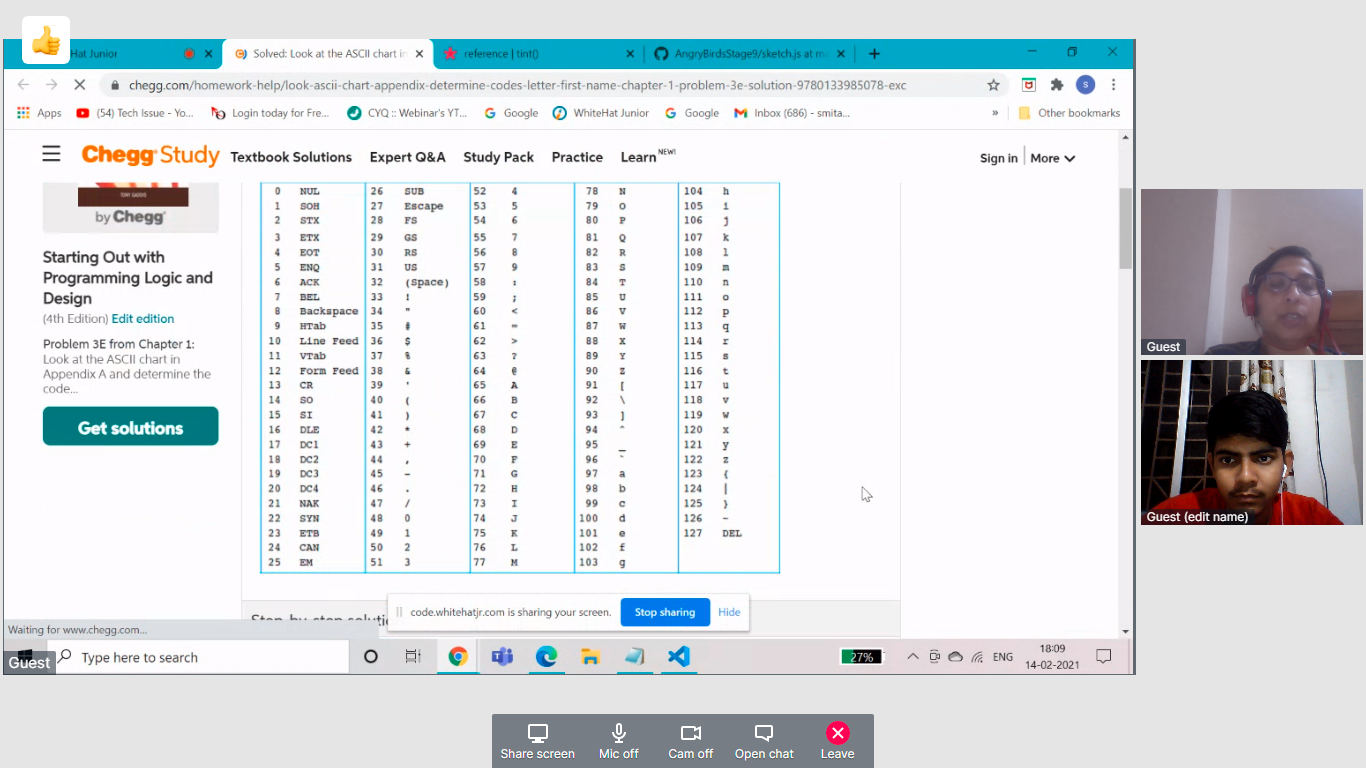 Hat Junior
Solved: Look at the ASCII chart in
reference | tint()
AngryBirdsStage9/sketch.js at ma
chegg.com/homework-help/look-ascii-chart-appendix-determine-codes-letter-first-name-chapter-1-problem-3e-solution-9780133985078-exc
S
Apps
(54) Tech Issue - Yo...
Login today for Fre...
CYQ :: Webinar's YT...
Google
WhiteHat Junior
Google
Inbox (686) - smita...
»
Other bookmarks
Chegg Study
Textbook Solutions
Expert Q&A
Study Pack
Practice
Learn NEW!
Sign in
More
TONY GADDIS
by Chegg
Starting Out with
Programming Logic and
Design
(4th Edition) Edit edition
Problem 3E from Chapter 1:
Look at the ASCII chart in
Appendix A and determine the
code...
Get solutions
0 NUL 26 SUB 52 4 78 N 104 h
1 SOH 27 Escape 53 5 79 O 105 i
2 STX 28 FS 54 6 80 P 106 j
3 ETX 29 GS 55 7 81 Q 107 k
4 EOT 30 RS 56 8 82 R 108 l
5 ENQ 31 US 57 9 83 S 109 m
6 ACK 32 (Space) 58 : 84 T 110 n
7 BEL 33 ! 59 ; 85 U 111 o
8 Backspace 34 " 60 < 86 V 112 p
9 HTab 35 # 61 = 87 W 113 q
10 Line Feed 36 $ 62 > 88 X 114 r
11 VTab 37 % 63 ? 89 Y 115 s
12 Form Feed 38 & 64 @ 90 Z 116 t
13 CR 39 ' 65 A 91 [ 117 u
14 SO 40 ( 66 B 92 \ 118 v
15 SI 41 ) 67 C 93 ] 119 w
16 DLE 42 * 68 D 94 ^ 120 x
17 DC1 43 + 69 E 95 _ 121 y
18 DC2 44 , 70 F 96 ` 122 z
19 DC3 45 - 71 G 97 a 123 {
20 DC4 46 . 72 H 98 b 124 |
21 NAK 47 / 73 I 99 c 125 }
22 SYN 48 0 74 J 100 d 126 ~
23 ETB 49 1 75 K 101 e 127 DEL
24 CAN 50 2 76 L 102 f
25 EM 51 3 77 M 103 g
Step-by-step soluti
code.whitehatjr.com is sharing your screen.
Stop sharing
Hide
Waiting for www.chegg.com...
Guest
Type here to search
27%
ENG
18:09
14-02-2021
Guest
Guest (edit name)
Share screen
Mic off
Cam off
Open chat
Leave